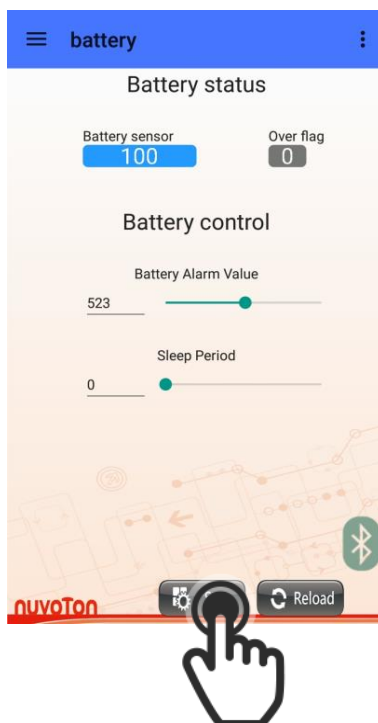 battery
Battery status
Battery sensor Over flag
100 0
Battery control
Battery Alarm Value
523
Sleep Period
0
nuvoTon Reload